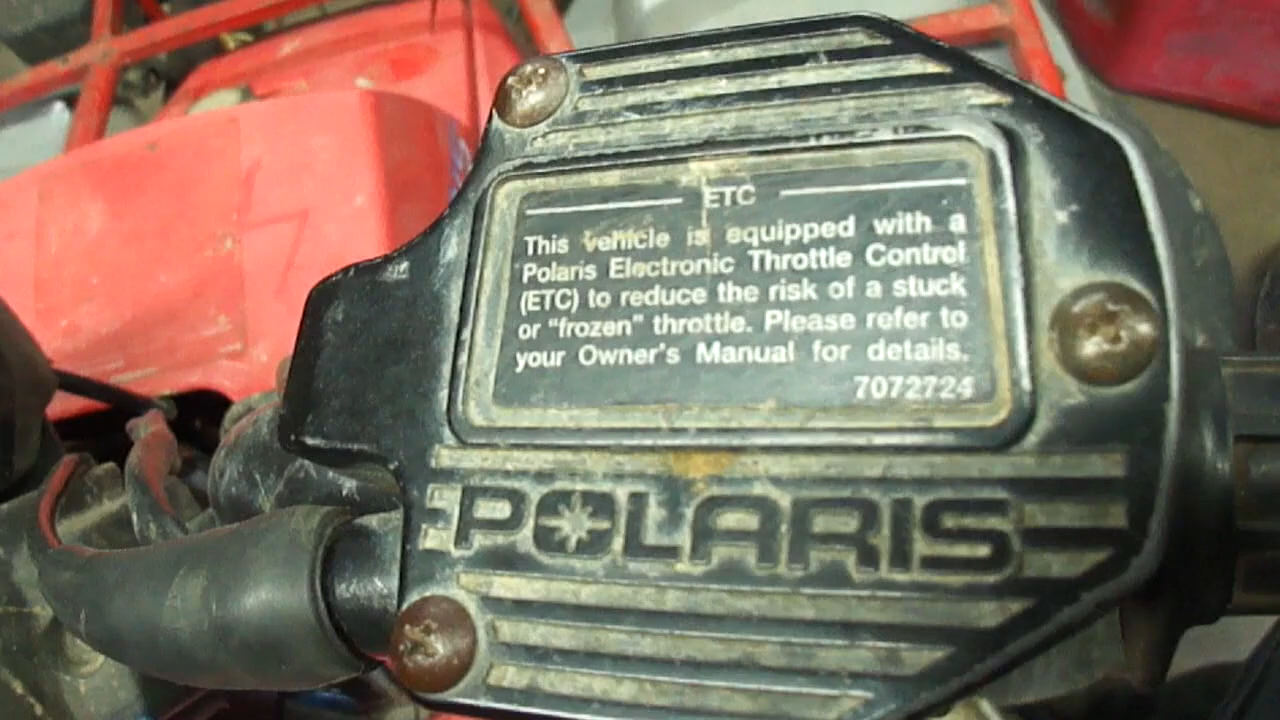 ETC
This vehicle is equipped with a
Polaris Electronic Throttle Control
(ETC) to reduce the risk of a stuck
or "frozen" throttle. Please refer to
your Owner's Manual for details.
7072724
POLARIS